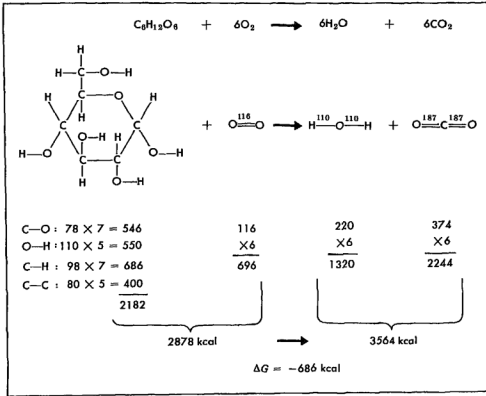 C6H12O6 + 6O2 → 6H2O + 6CO2
H
H—C—O—H
H C O H
H
C C
+ O=O 116 → H—O—H 110 110 + O=C=O 187 187
O—H H
H—O C C O—H
H O—H
C—O : 78 × 7 = 546 116 220 374
O—H : 110 × 5 = 550 ×6 ×6 ×6
C—H : 98 × 7 = 686 696 1320 2244
C—C : 80 × 5 = 400
2182
2878 kcal → 3564 kcal
ΔG = −686 kcal